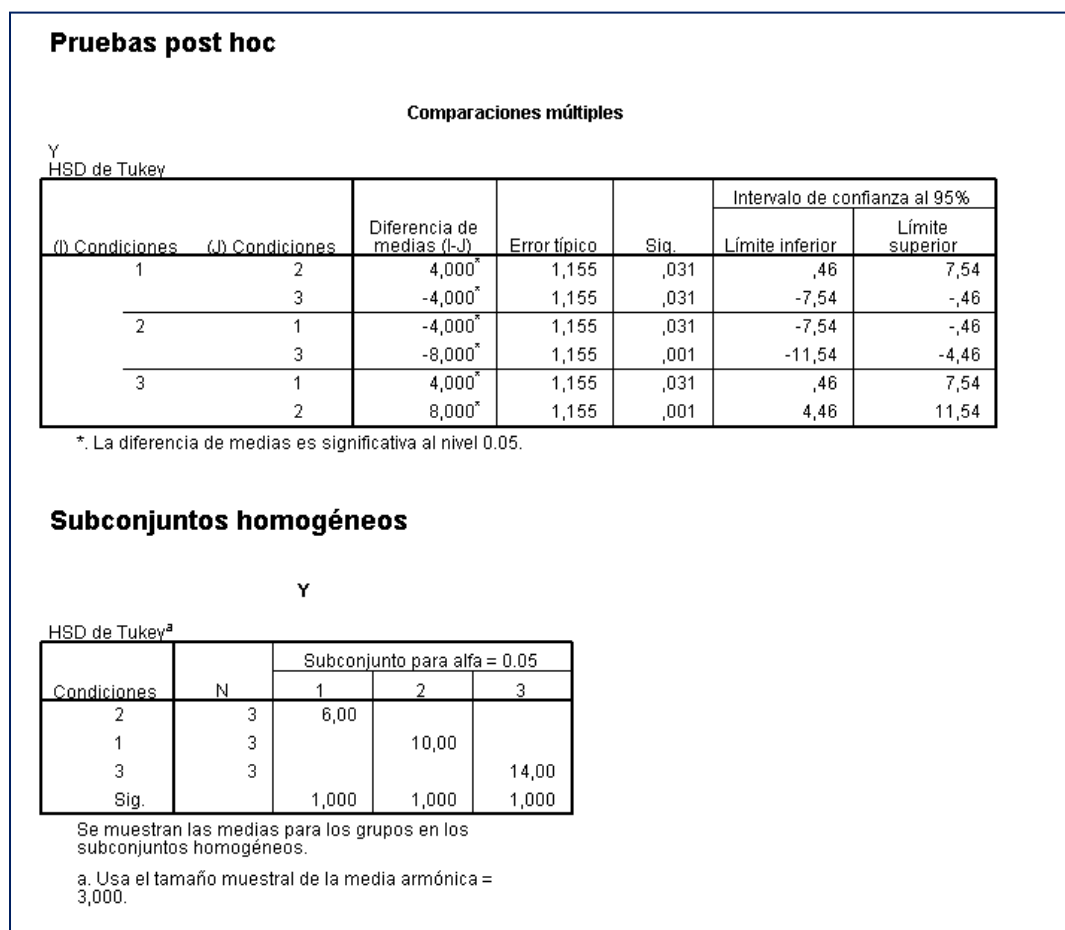 Pruebas post hoc
Comparaciones múltiples
Y
HSD de Tukey
Intervalo de confianza al 95%
(I) Condiciones (J) Condiciones Diferencia de medias (I-J) Error típico Sig. Límite inferior Límite superior
1 2 4,000* 1,155 ,031 ,46 7,54
3 -4,000* 1,155 ,031 -7,54 -,46
2 1 -4,000* 1,155 ,031 -7,54 -,46
3 -8,000* 1,155 ,001 -11,54 -4,46
3 1 4,000* 1,155 ,031 ,46 7,54
2 8,000* 1,155 ,001 4,46 11,54
*. La diferencia de medias es significativa al nivel 0.05.
Subconjuntos homogéneos
Y
HSD de Tukeyª
Subconjunto para alfa = 0.05
Condiciones N 1 2 3
2 3 6,00
1 3 10,00
3 3 14,00
Sig. 1,000 1,000 1,000
Se muestran las medias para los grupos en los
subconjuntos homogéneos.
a. Usa el tamaño muestral de la media armónica =
3,000.